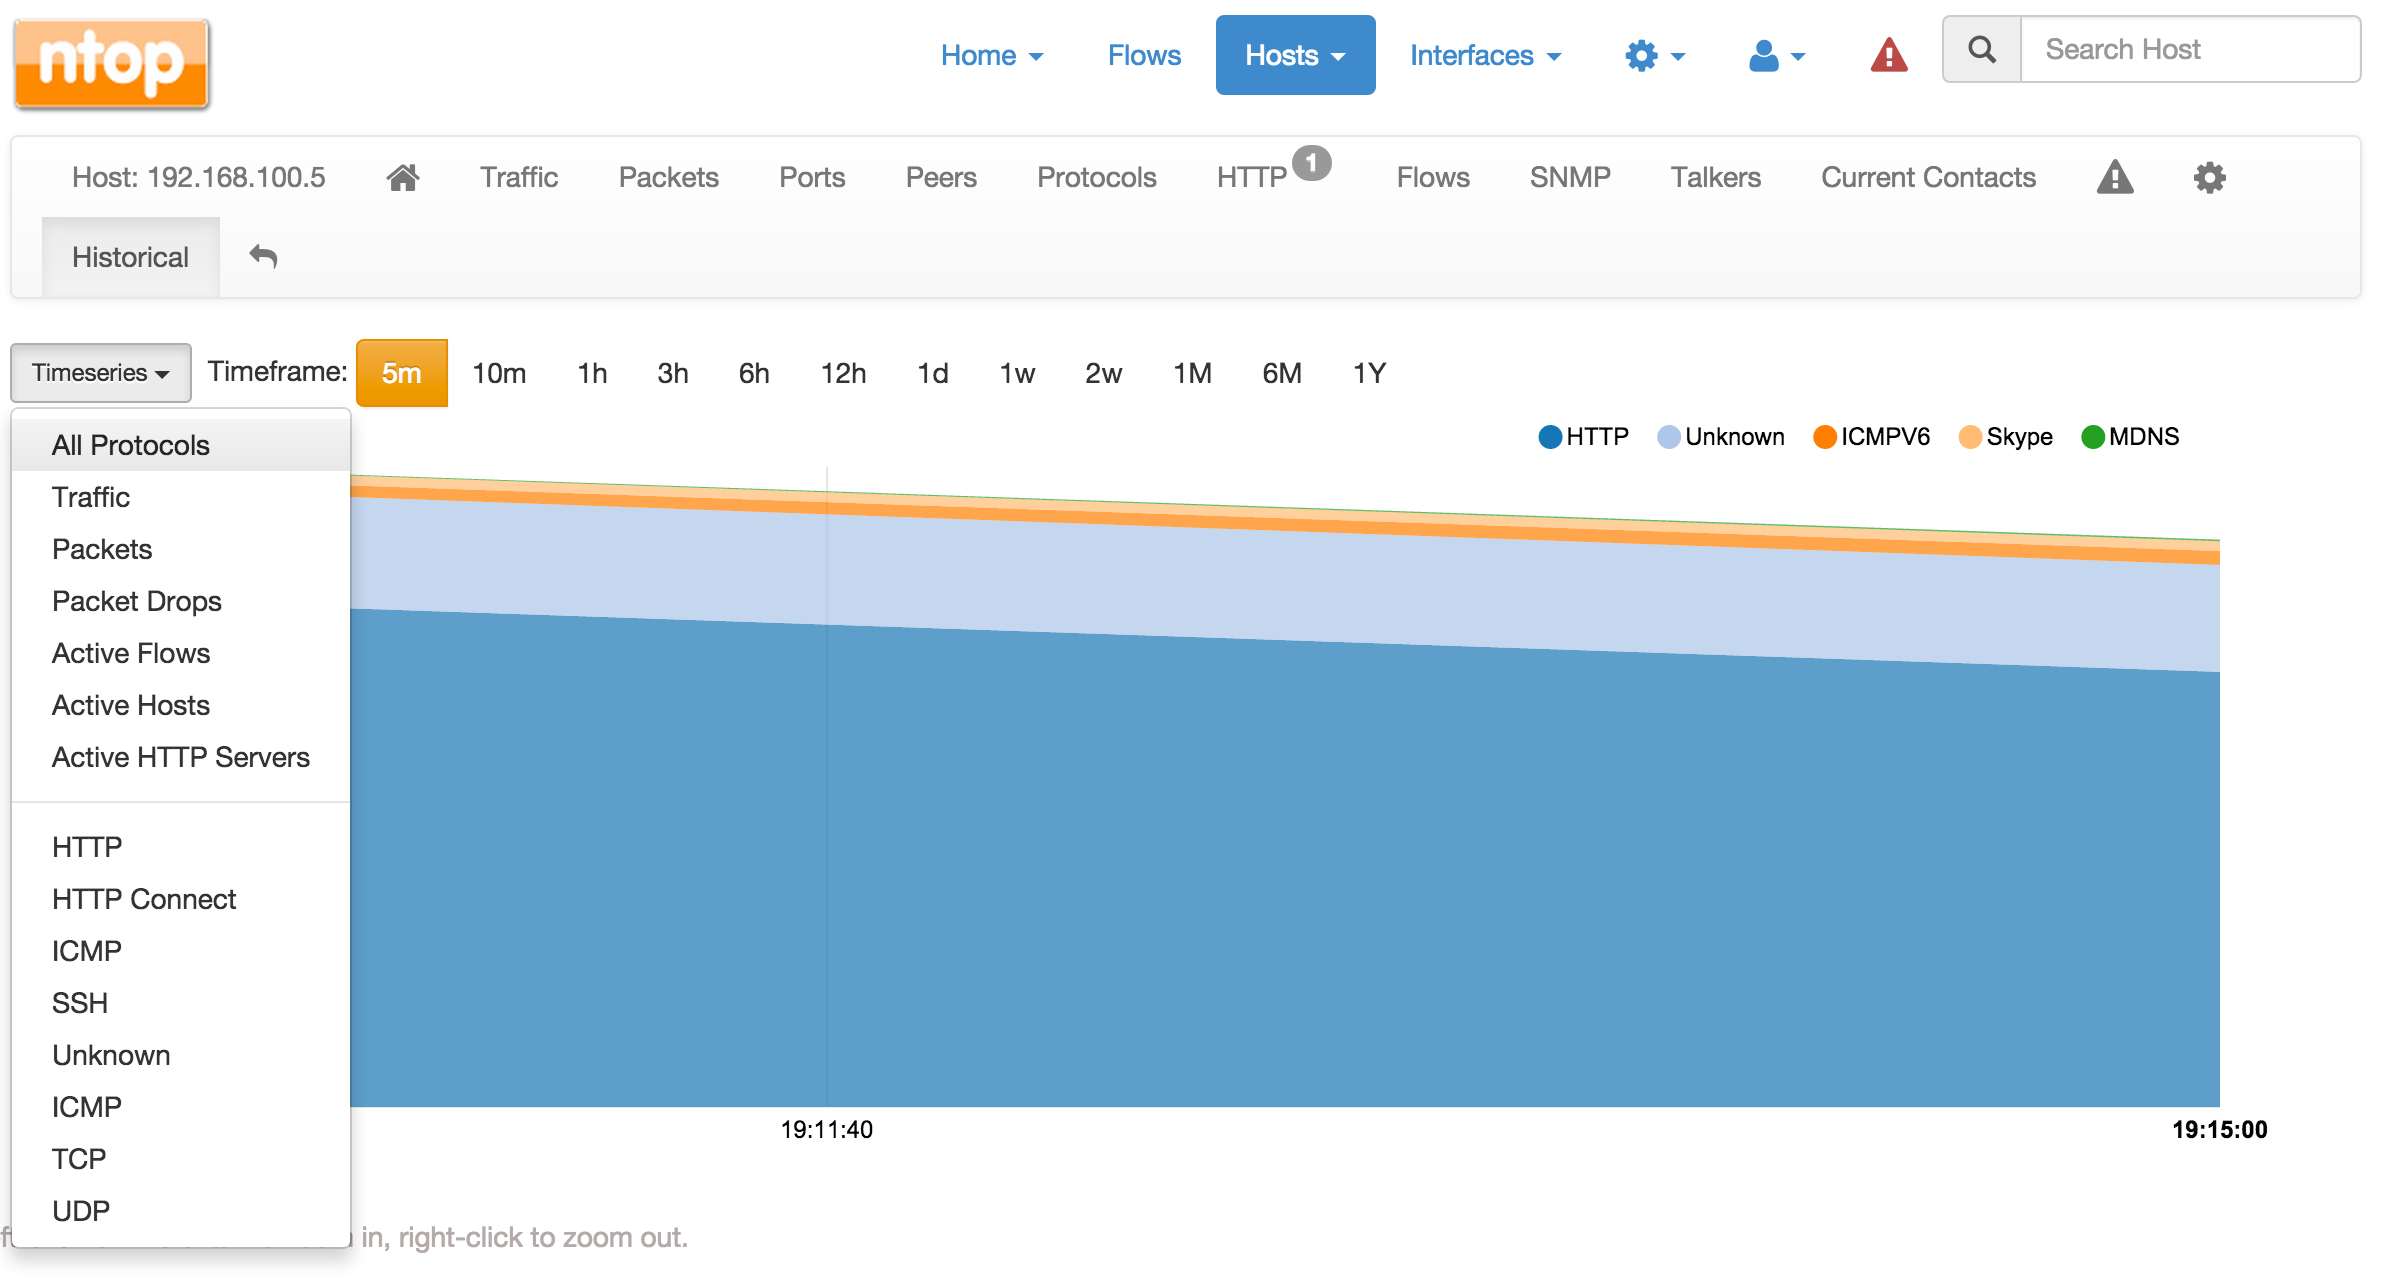 ntop
Home Flows Hosts Interfaces Search Host
Host: 192.168.100.5 Traffic Packets Ports Peers Protocols HTTP 1 Flows SNMP Talkers Current Contacts
Historical
Timeseries Timeframe: 5m 10m 1h 3h 6h 12h 1d 1w 2w 1M 6M 1Y
HTTP Unknown ICMPV6 Skype MDNS
All Protocols
Traffic
Packets
Packet Drops
Active Flows
Active Hosts
Active HTTP Servers
HTTP
HTTP Connect
ICMP
SSH
Unknown
ICMP
TCP
UDP
19:11:40 19:15:00
in, right-click to zoom out.